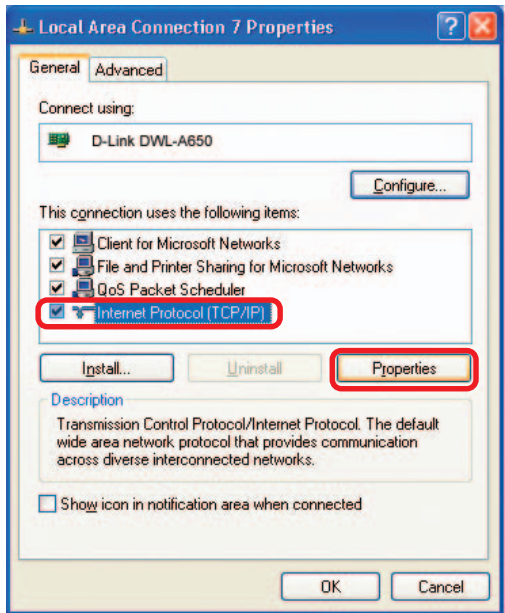 Local Area Connection 7 Properties
General Advanced
Connect using:
D-Link DWL-A650
Configure...
This connection uses the following items:
Client for Microsoft Networks
File and Printer Sharing for Microsoft Networks
QoS Packet Scheduler
Internet Protocol (TCP/IP)
Install... Uninstall Properties
Description
Transmission Control Protocol/Internet Protocol. The default
wide area network protocol that provides communication
across diverse interconnected networks.
Show icon in notification area when connected
OK Cancel